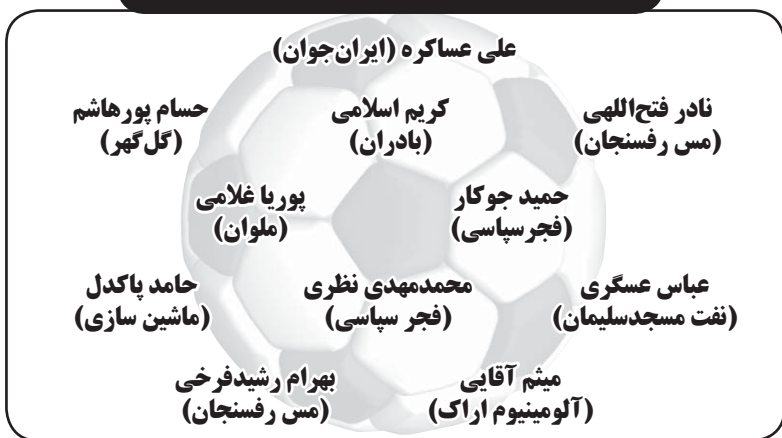 علی عساکره (ایران‌جوان)
نادر فتح‌اللهی کریم اسلامی حسام پورهاشم
(مس رفسنجان) (بادران) (گل‌گهر)
حمید جوکار پوریا غلامی
(فجرسپاسی) (ملوان)
عباس عسگری محمدمهدی نظری حامد پاکدل
(نفت مسجدسلیمان) (فجر سپاسی) (ماشین سازی)
میثم آقایی بهرام رشیدفرخی
(آلومینیوم اراک) (مس رفسنجان)